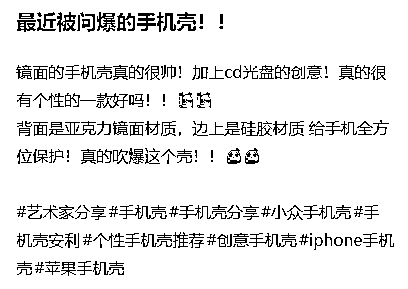 最近被问爆的手机壳！！
镜面的手机壳真的很帅！加上cd光盘的创意！真的很
有个性的一款好吗！！
背面是亚克力镜面材质，边上是硅胶材质 给手机全方
位保护！真的吹爆这个壳！！
#艺术家分享#手机壳#手机壳分享#小众手机壳#手
机壳安利#个性手机壳推荐#创意手机壳#iphone手机
壳#苹果手机壳